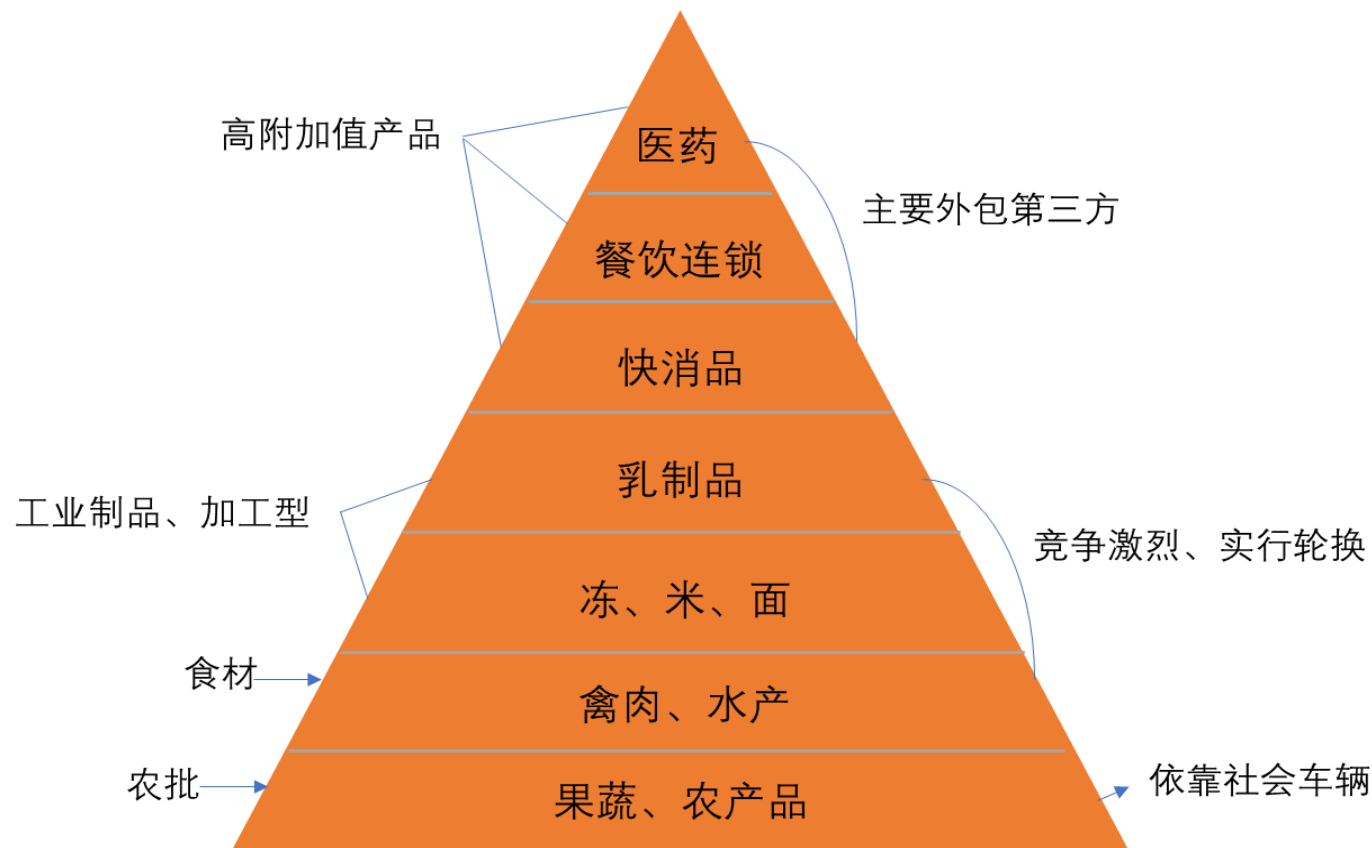 高附加值产品
医药
主要外包第三方
餐饮连锁
快消品
乳制品
工业制品、加工型
竞争激烈、实行轮换
冻、米、面
食材
禽肉、水产
农批
果蔬、农产品
依靠社会车辆